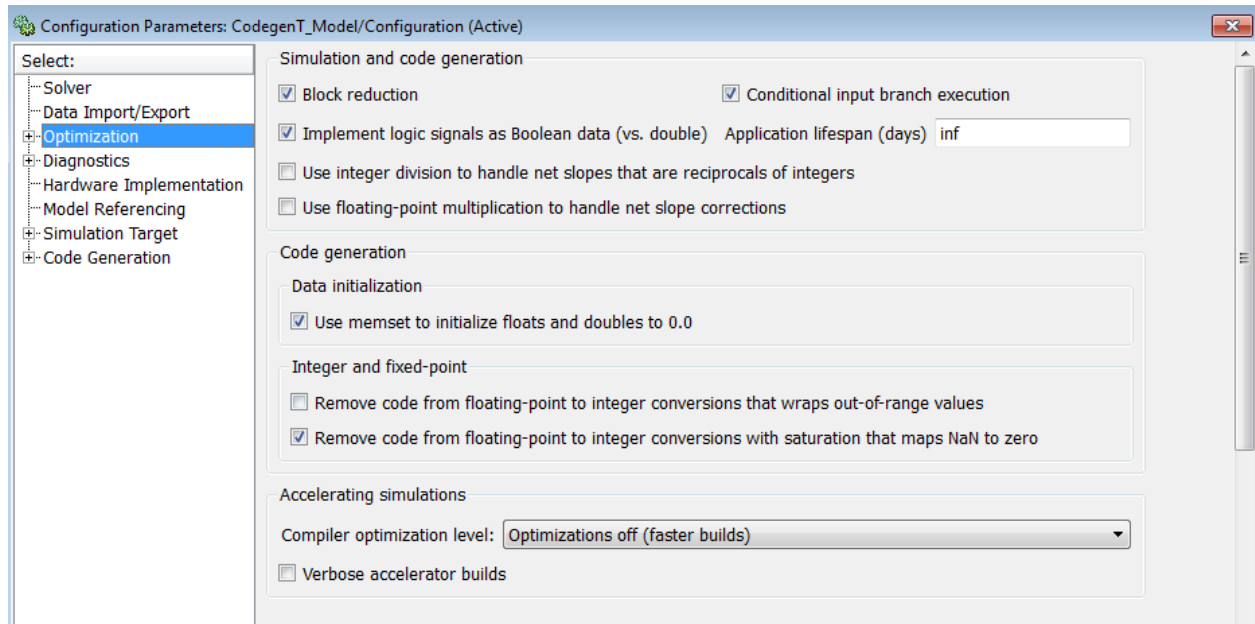 Configuration Parameters: CodegenT_Model/Configuration (Active)
Select:
Solver
Data Import/Export
Optimization
Diagnostics
Hardware Implementation
Model Referencing
Simulation Target
Code Generation
Simulation and code generation
Block reduction
Conditional input branch execution
Implement logic signals as Boolean data (vs. double)
Application lifespan (days) inf
Use integer division to handle net slopes that are reciprocals of integers
Use floating-point multiplication to handle net slope corrections
Code generation
Data initialization
Use memset to initialize floats and doubles to 0.0
Integer and fixed-point
Remove code from floating-point to integer conversions that wraps out-of-range values
Remove code from floating-point to integer conversions with saturation that maps NaN to zero
Accelerating simulations
Compiler optimization level: Optimizations off (faster builds)
Verbose accelerator builds